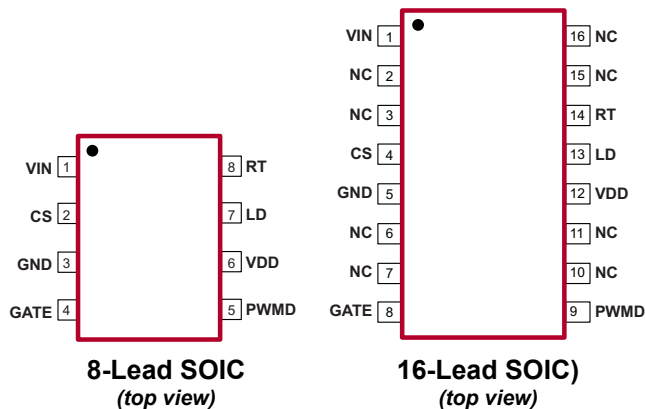 VIN 1
CS 2
GND 3
GATE 4
8 RT
7 LD
6 VDD
5 PWMD
8-Lead SOIC
(top view)
VIN 1
NC 2
NC 3
CS 4
GND 5
NC 6
NC 7
GATE 8
16 NC
15 NC
14 RT
13 LD
12 VDD
11 NC
10 NC
9 PWMD
16-Lead SOIC)
(top view)